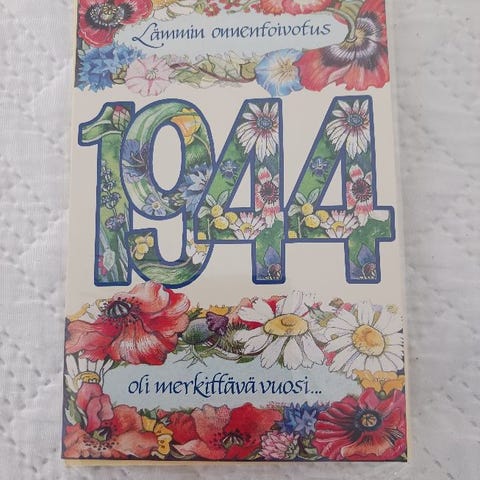 Lämmin onnentoivotus
1944
oli merkittävä vuosi...